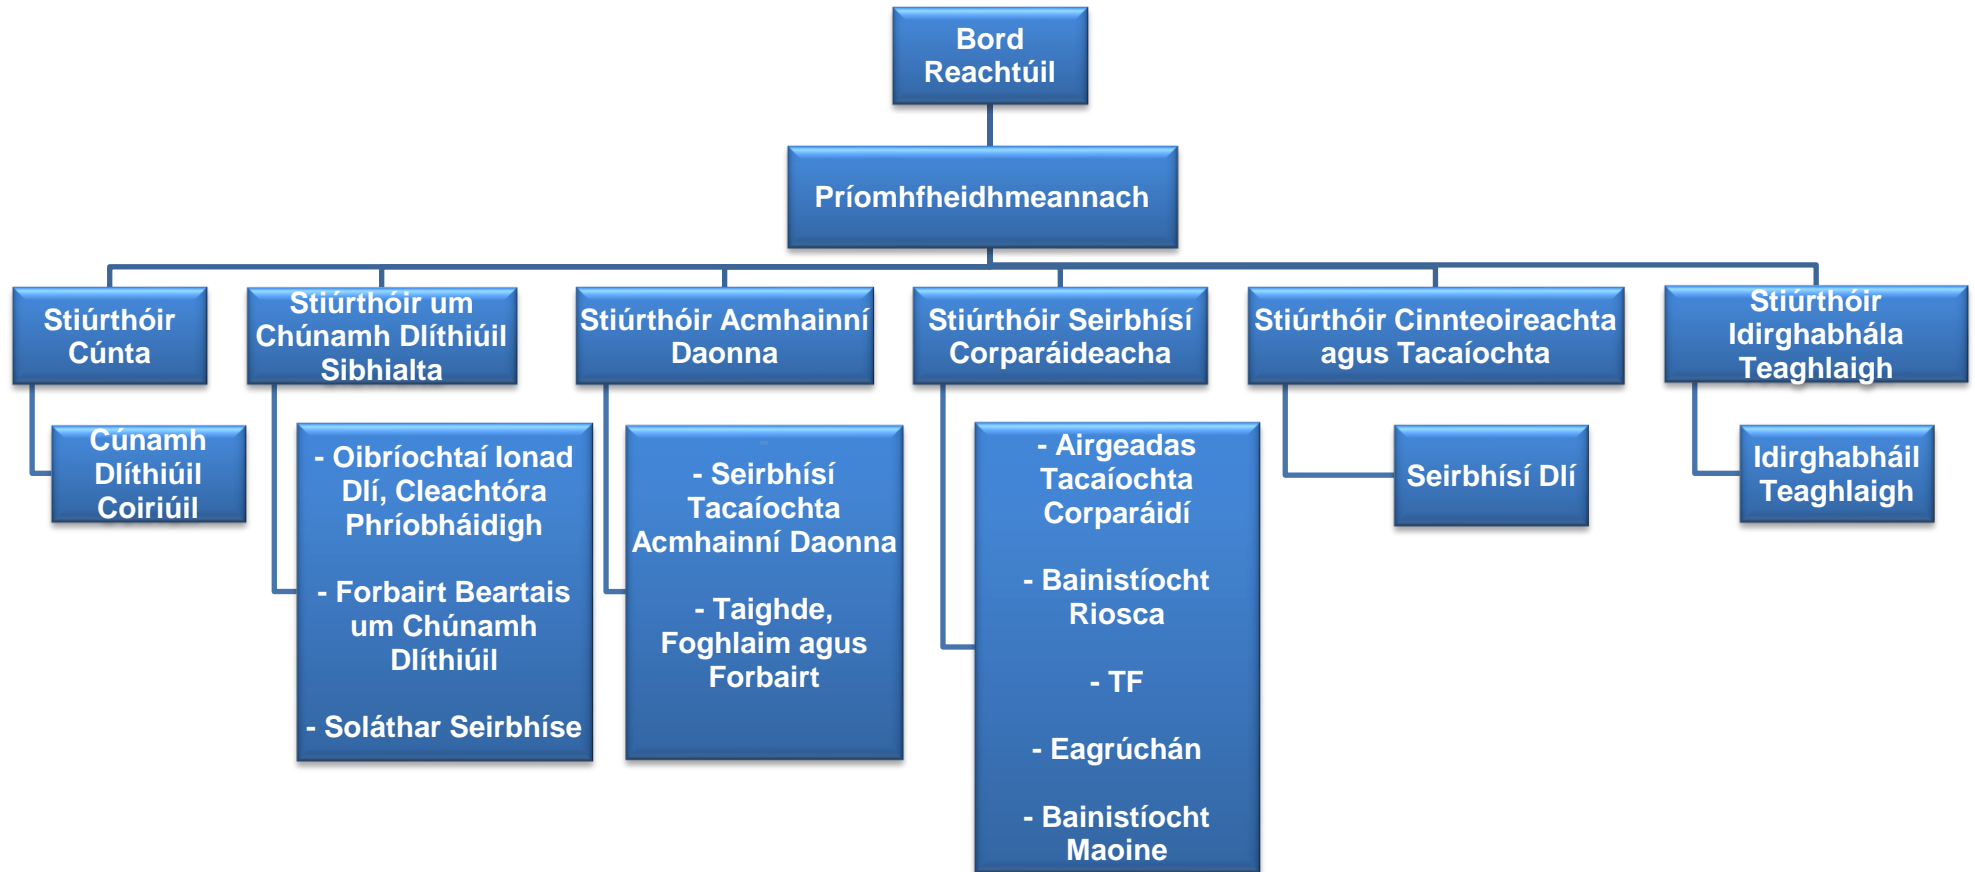 Bord
Reachtúil
Príomhfheidhmeannach
Stiúrthóir
Cúnta
Stiúrthóir um
Chúnamh Dlíthiúil
Sibhialta
Stiúrthóir Acmhainní
Daonna
Stiúrthóir Seirbhísí
Corparáideacha
Stiúrthóir Cinnteoireachta
agus Tacaíochta
Stiúrthóir
Idirghabhála
Teaghlaigh
Cúnamh
Dlíthiúil
Coiriúil
- Oibríochtaí Ionad
Dlí, Cleachtóra
Phríobháidigh
- Forbairt Beartais
um Chúnamh
Dlíthiúil
- Soláthar Seirbhíse
-
- Seirbhísí
Tacaíochta
Acmhainní Daonna
- Taighde,
Foghlaim agus
Forbairt
- Airgeadas
Tacaíochta
Corparáidí
- Bainistíocht
Riosca
- TF
- Eagrúchán
- Bainistíocht
Maoine
Seirbhísí Dlí
Idirghabháil
Teaghlaigh